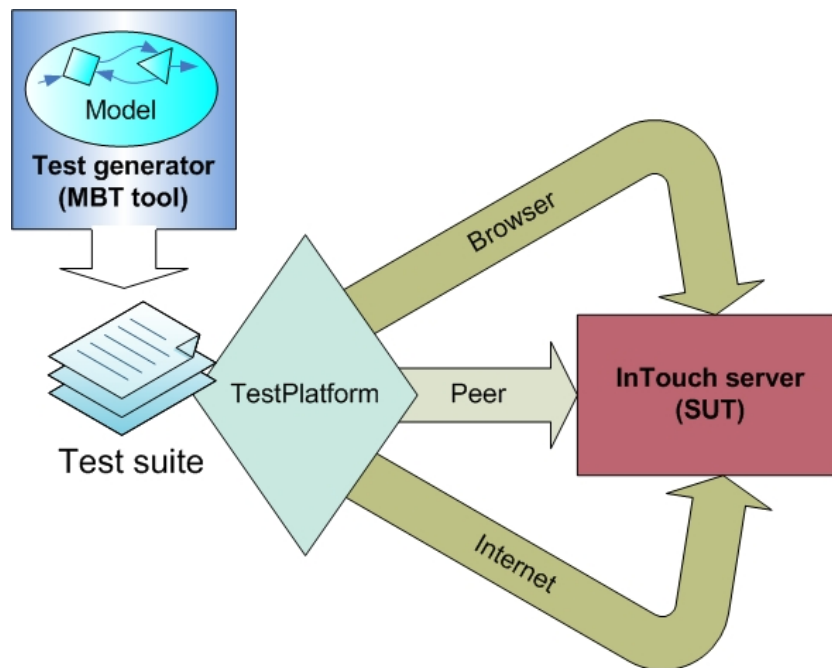 Model
Test generator
(MBT tool)
Test suite
TestPlatform
Browser
Peer
Internet
InTouch server
(SUT)